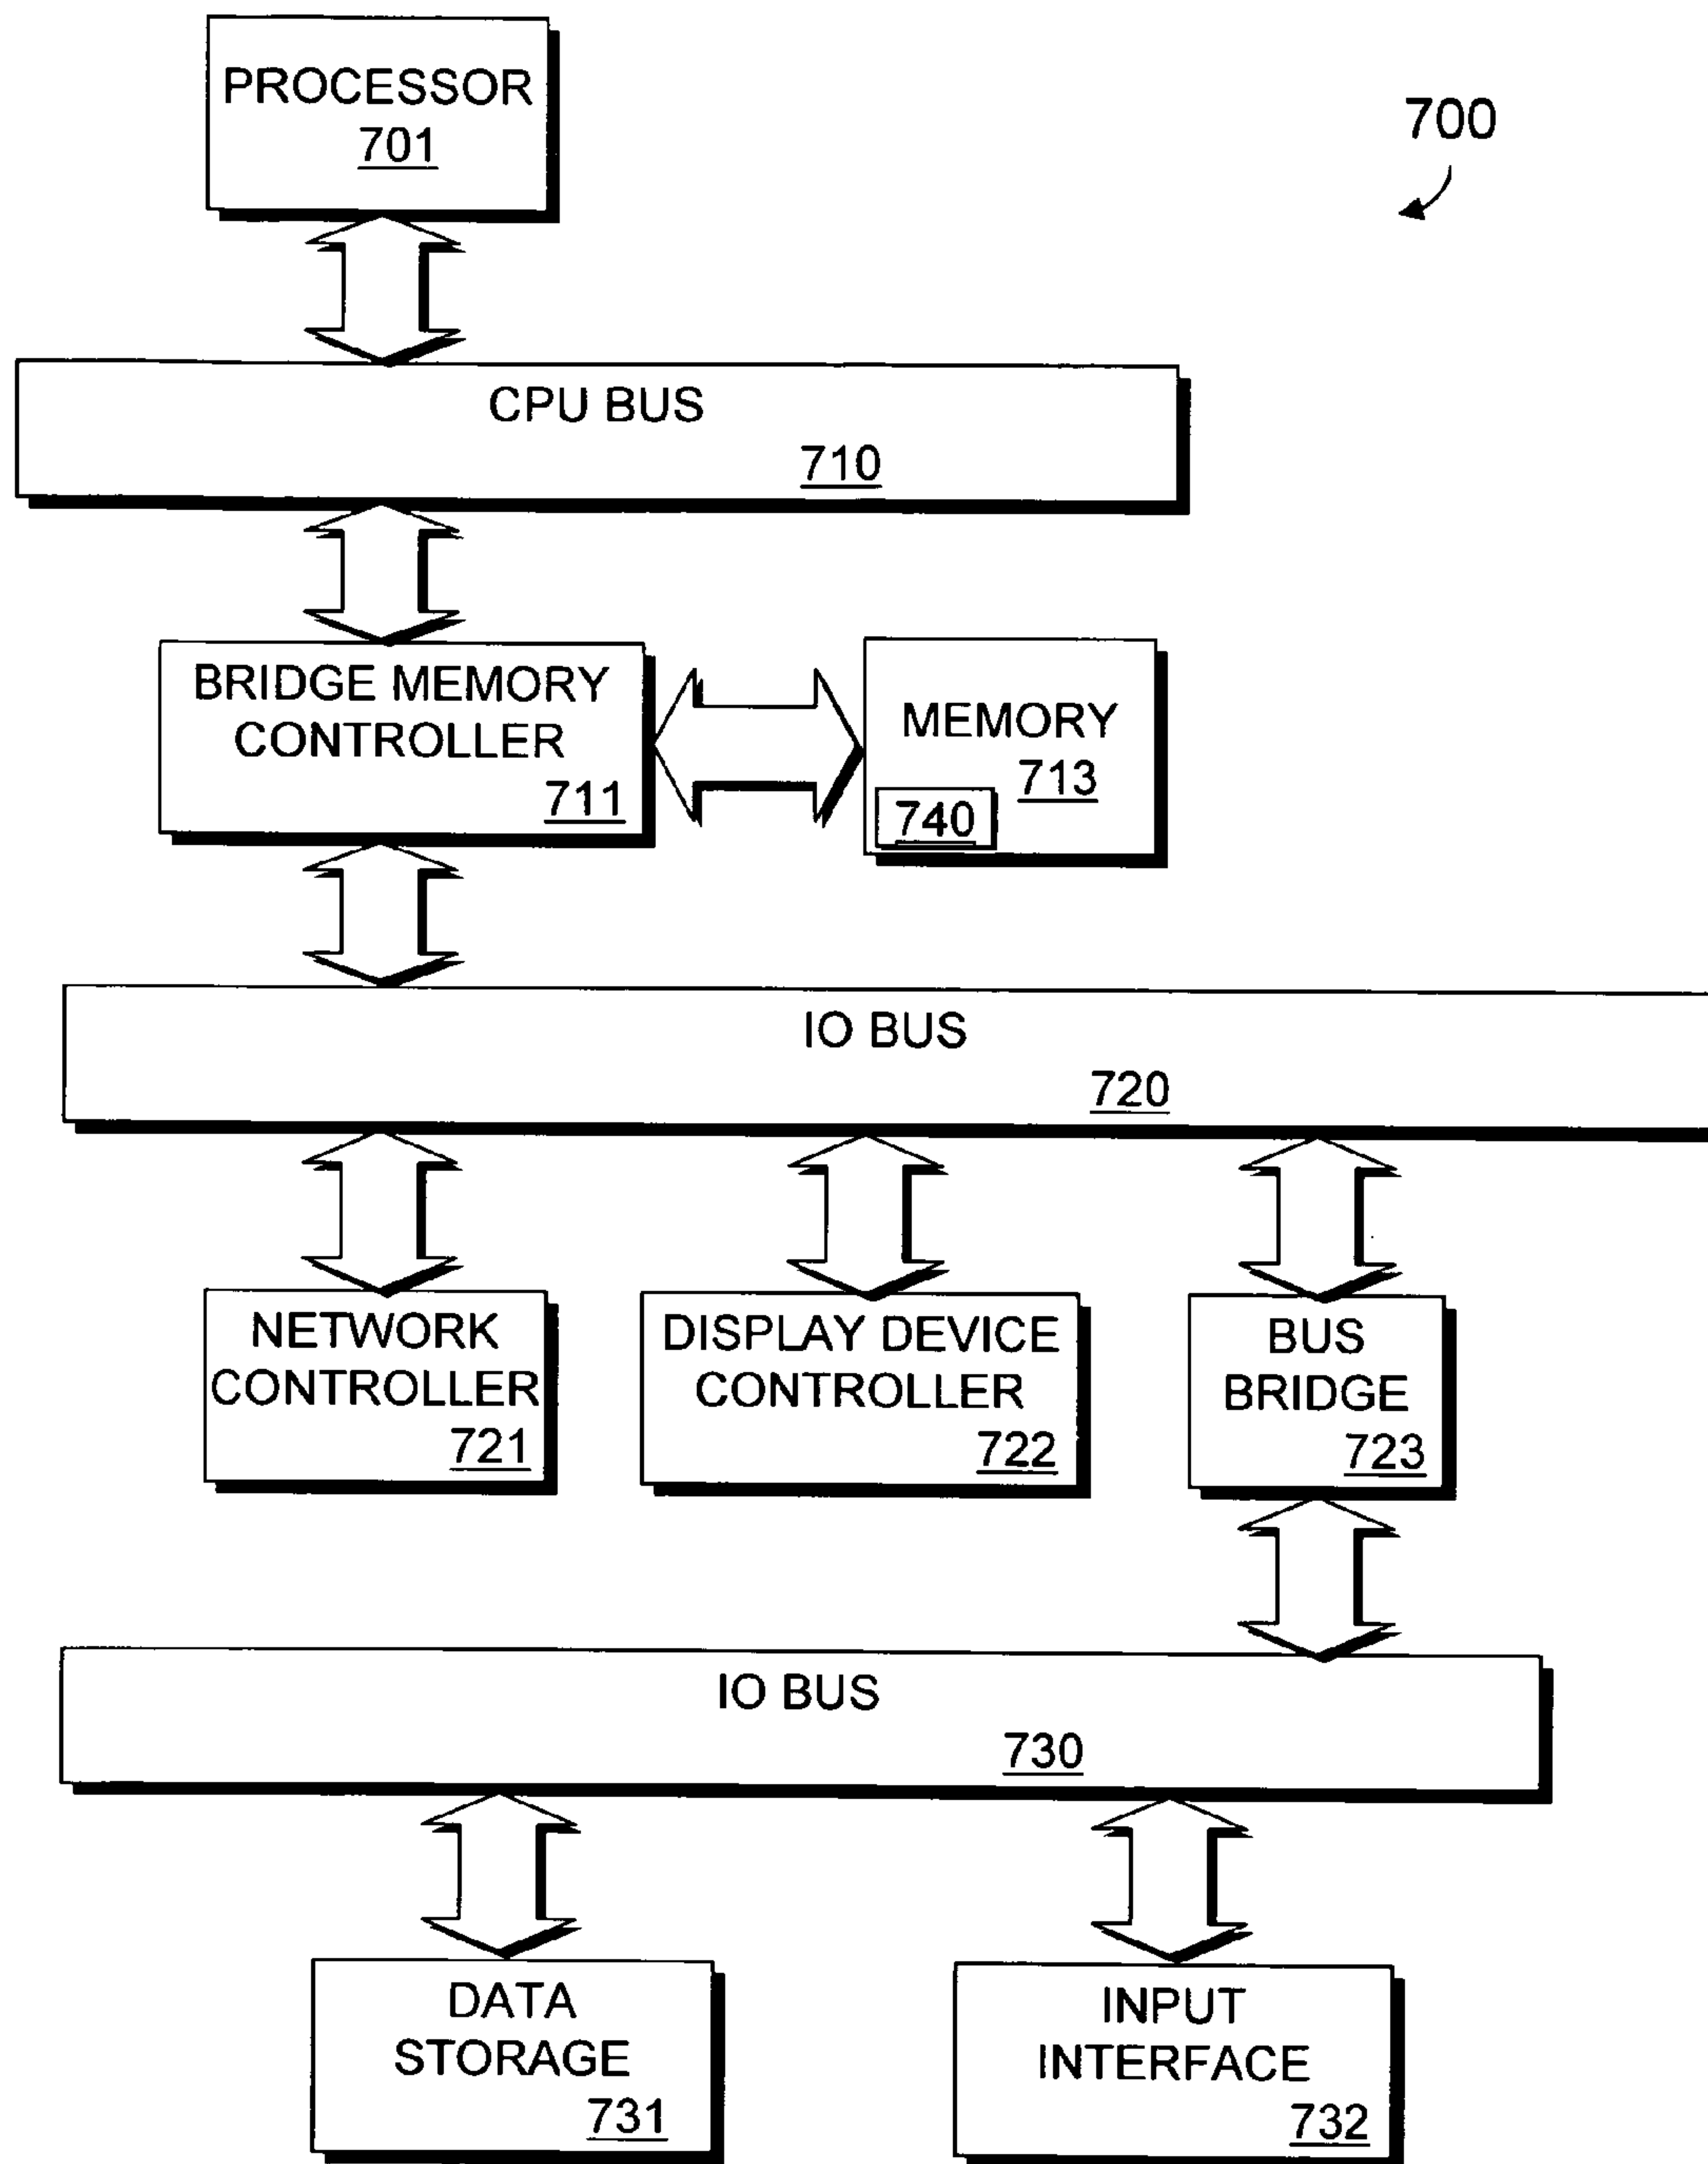 PROCESSOR
701
700
CPU BUS
710
BRIDGE MEMORY
CONTROLLER
711
MEMORY
713
740
IO BUS
720
NETWORK
CONTROLLER
721
DISPLAY DEVICE
CONTROLLER
722
BUS
BRIDGE
723
IO BUS
730
DATA
STORAGE
731
INPUT
INTERFACE
732